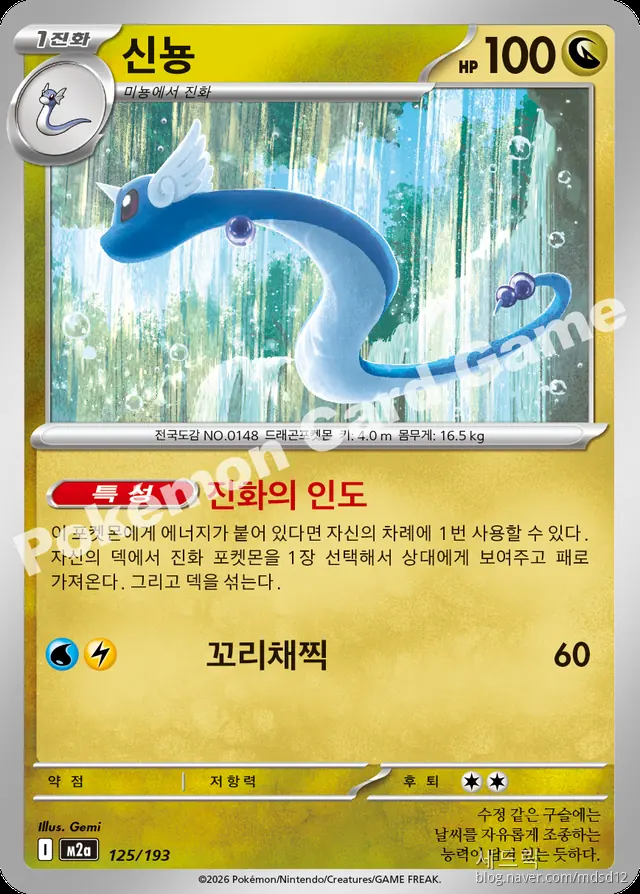 1진화
신뇽
HP 100
미뇽에서 진화
전국도감 NO.0148 드래곤포켓몬 키: 4.0 m 몸무게: 16.5 kg
Pokémon Card Game
특성 진화의 인도
이 포켓몬에게 에너지가 붙어 있다면 자신의 차례에 1번 사용할 수 있다.
자신의 덱에서 진화 포켓몬을 1장 선택해서 상대에게 보여주고 패로
가져온다. 그리고 덱을 섞는다.
꼬리채찍 60
약점 저항력 후퇴
Illus. Gemi
I m2a 125/193
수정 같은 구슬에는
날씨를 자유롭게 조종하는
능력이 는 듯하다.
blog.naver.com/mdsd12
©2026 Pokémon/Nintendo/Creatures/GAME FREAK.